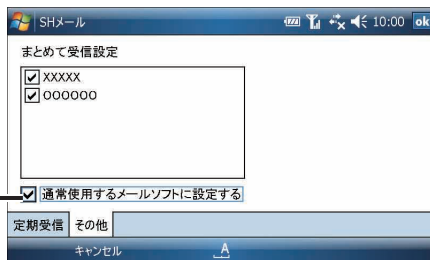 SHメール 10:00 ok
まとめて受信設定
XXXXX
OOOOOO
通常使用するメールソフトに設定する
定期受信 その他
キャンセル A